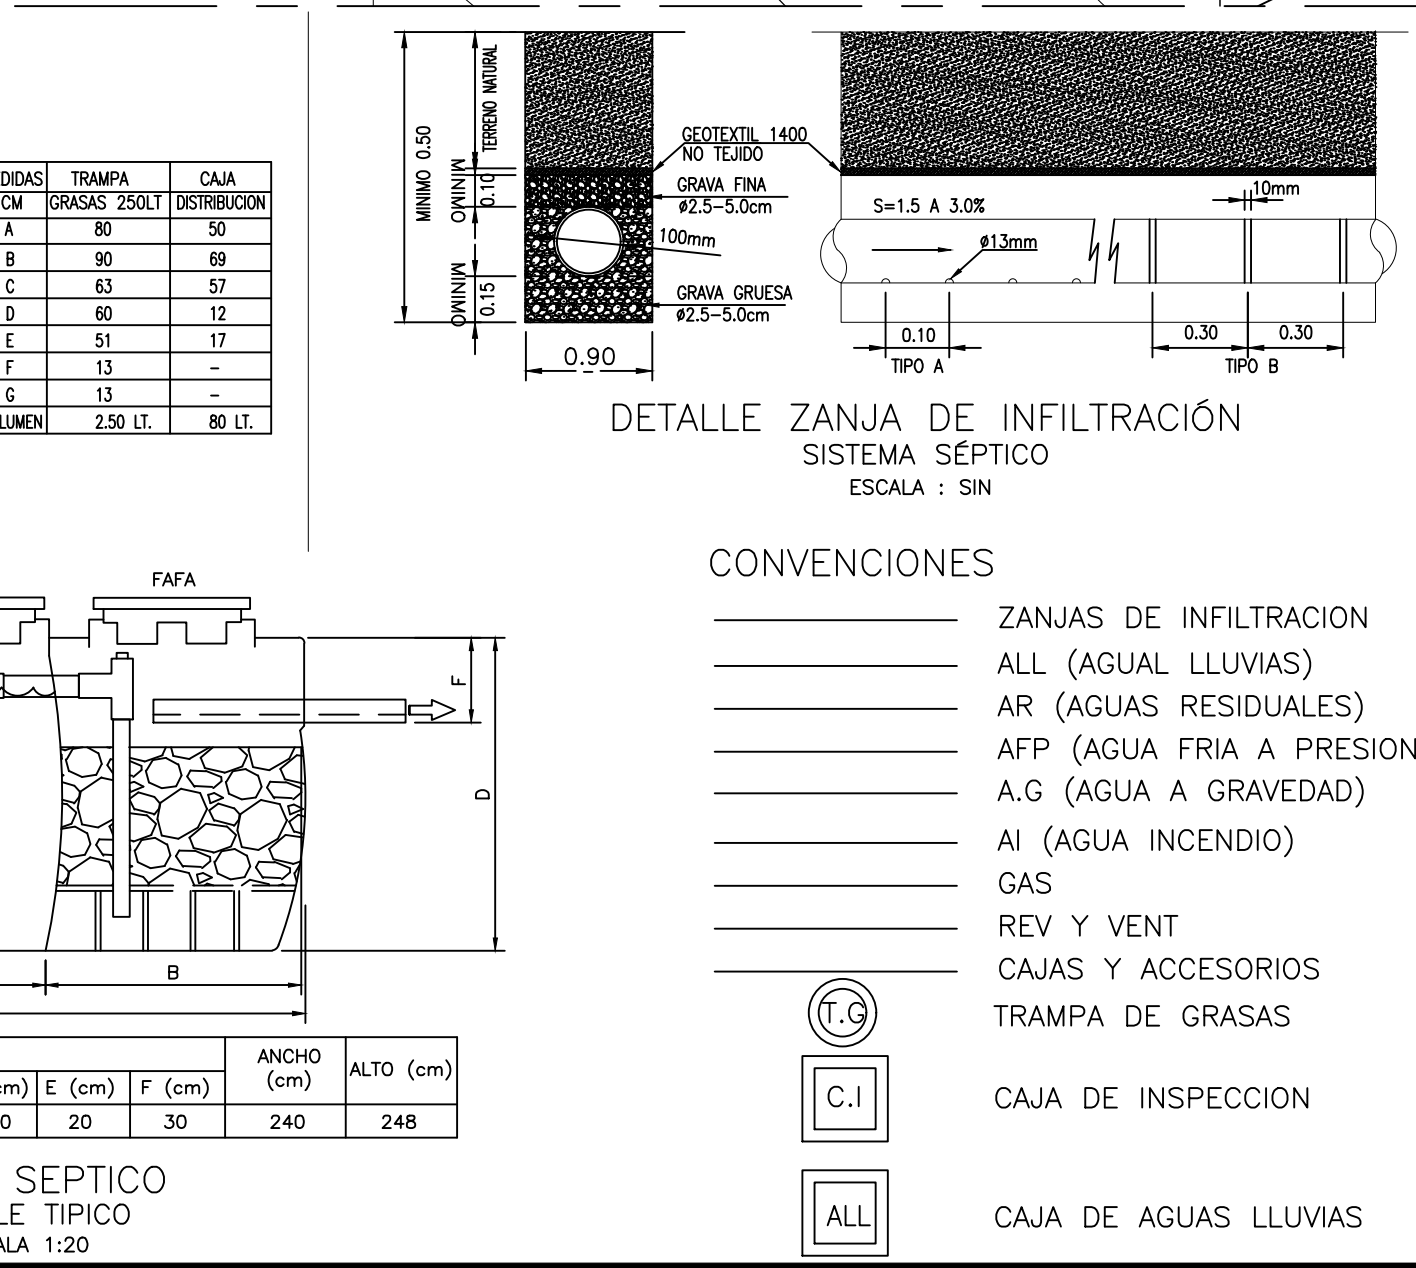 MINIMO 0.50
TERRENO NATURAL
MINIMO
0.10
MINIMO
0.15
GEOTEXTIL 1400
NO TEJIDO
GRAVA FINA
ø2.5-5.0cm
100mm
GRAVA GRUESA
ø2.5-5.0cm
0.90
S=1.5 A 3.0%
ø13mm
10mm
0.10
TIPO A
0.30
0.30
TIPO B
DETALLE ZANJA DE INFILTRACIÓN
SISTEMA SÉPTICO
ESCALA : SIN
DIDAS TRAMPA CAJA
CM GRASAS 250LT DISTRIBUCION
A 80 50
B 90 69
C 63 57
D 60 12
E 51 17
F 13 -
G 13 -
LUMEN 2.50 LT. 80 LT.
FAFA
F
D
B
ANCHO
(cm)
ALTO (cm)
cm) E (cm) F (cm)
0 20 30 240 248
SEPTICO
LE TIPICO
ALA 1:20
CONVENCIONES
ZANJAS DE INFILTRACION
ALL (AGUAL LLUVIAS)
AR (AGUAS RESIDUALES)
AFP (AGUA FRIA A PRESION
A.G (AGUA A GRAVEDAD)
AI (AGUA INCENDIO)
GAS
REV Y VENT
CAJAS Y ACCESORIOS
T.G TRAMPA DE GRASAS
C.I CAJA DE INSPECCION
ALL CAJA DE AGUAS LLUVIAS